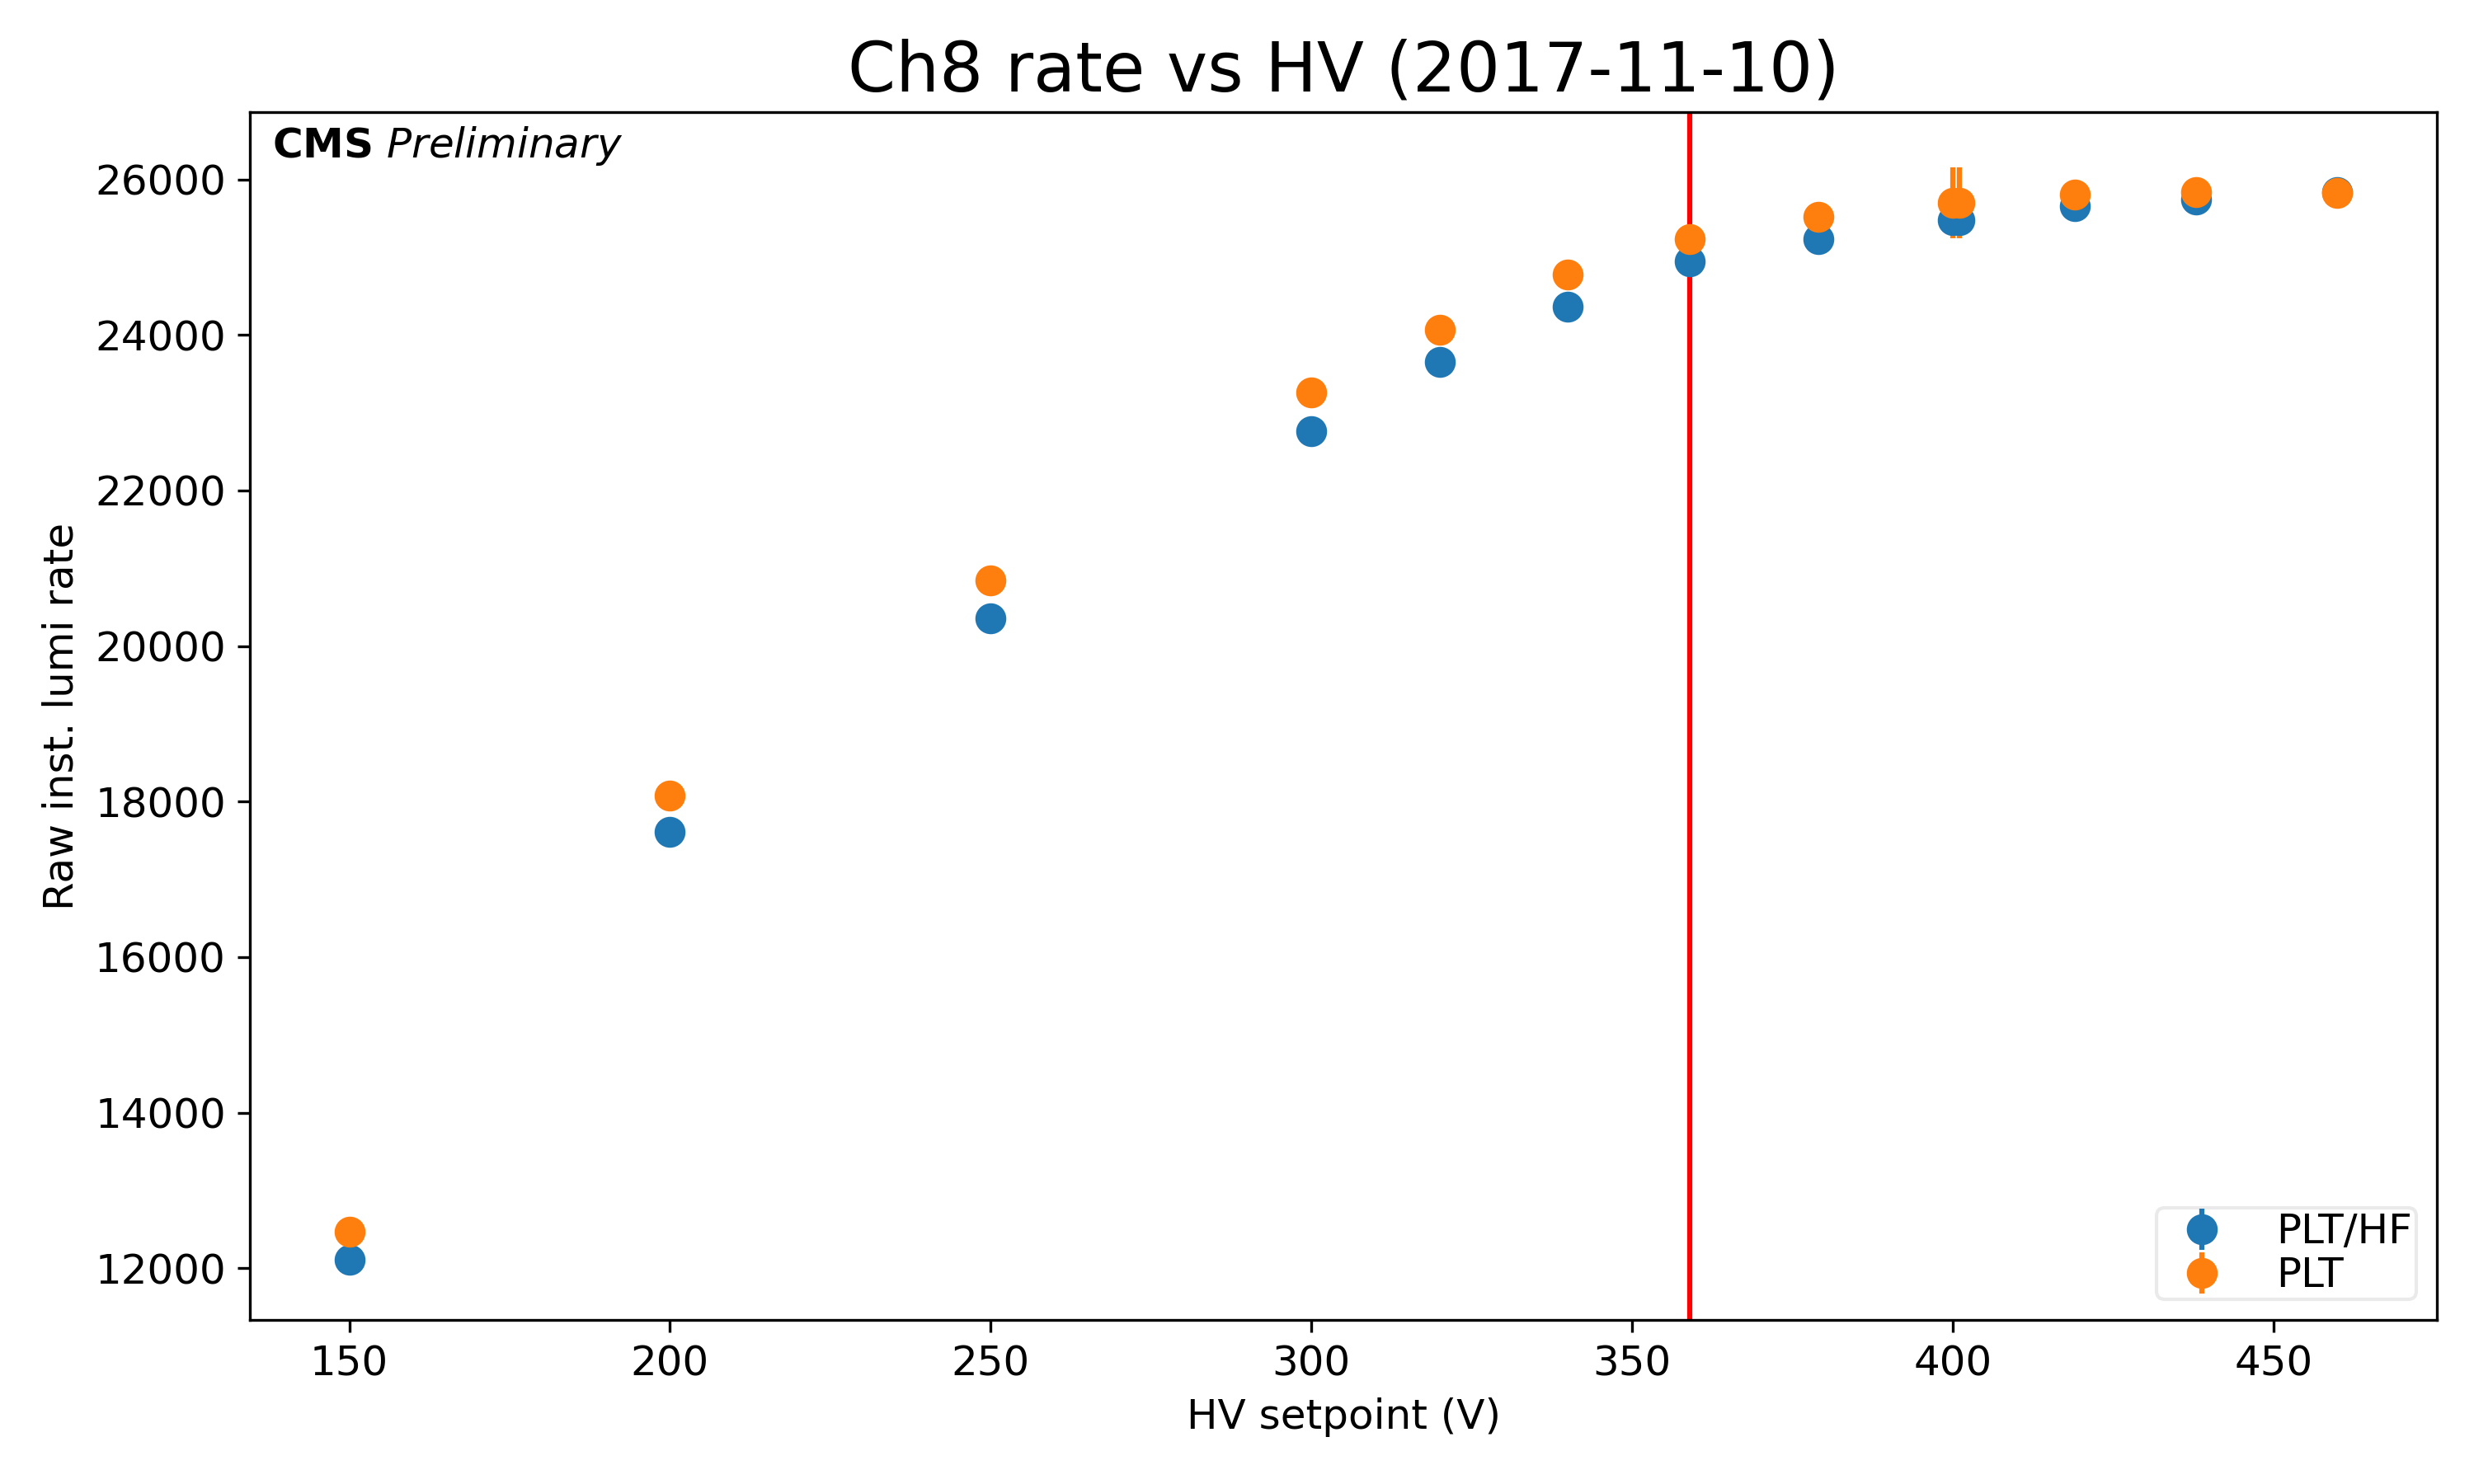 Ch8 rate vs HV (2017-11-10)
CMS Preliminary
26000
24000
22000
20000
18000
16000
14000
12000
Raw inst. lumi rate
150 200 250 300 350 400 450
HV setpoint (V)
PLT/HF
PLT